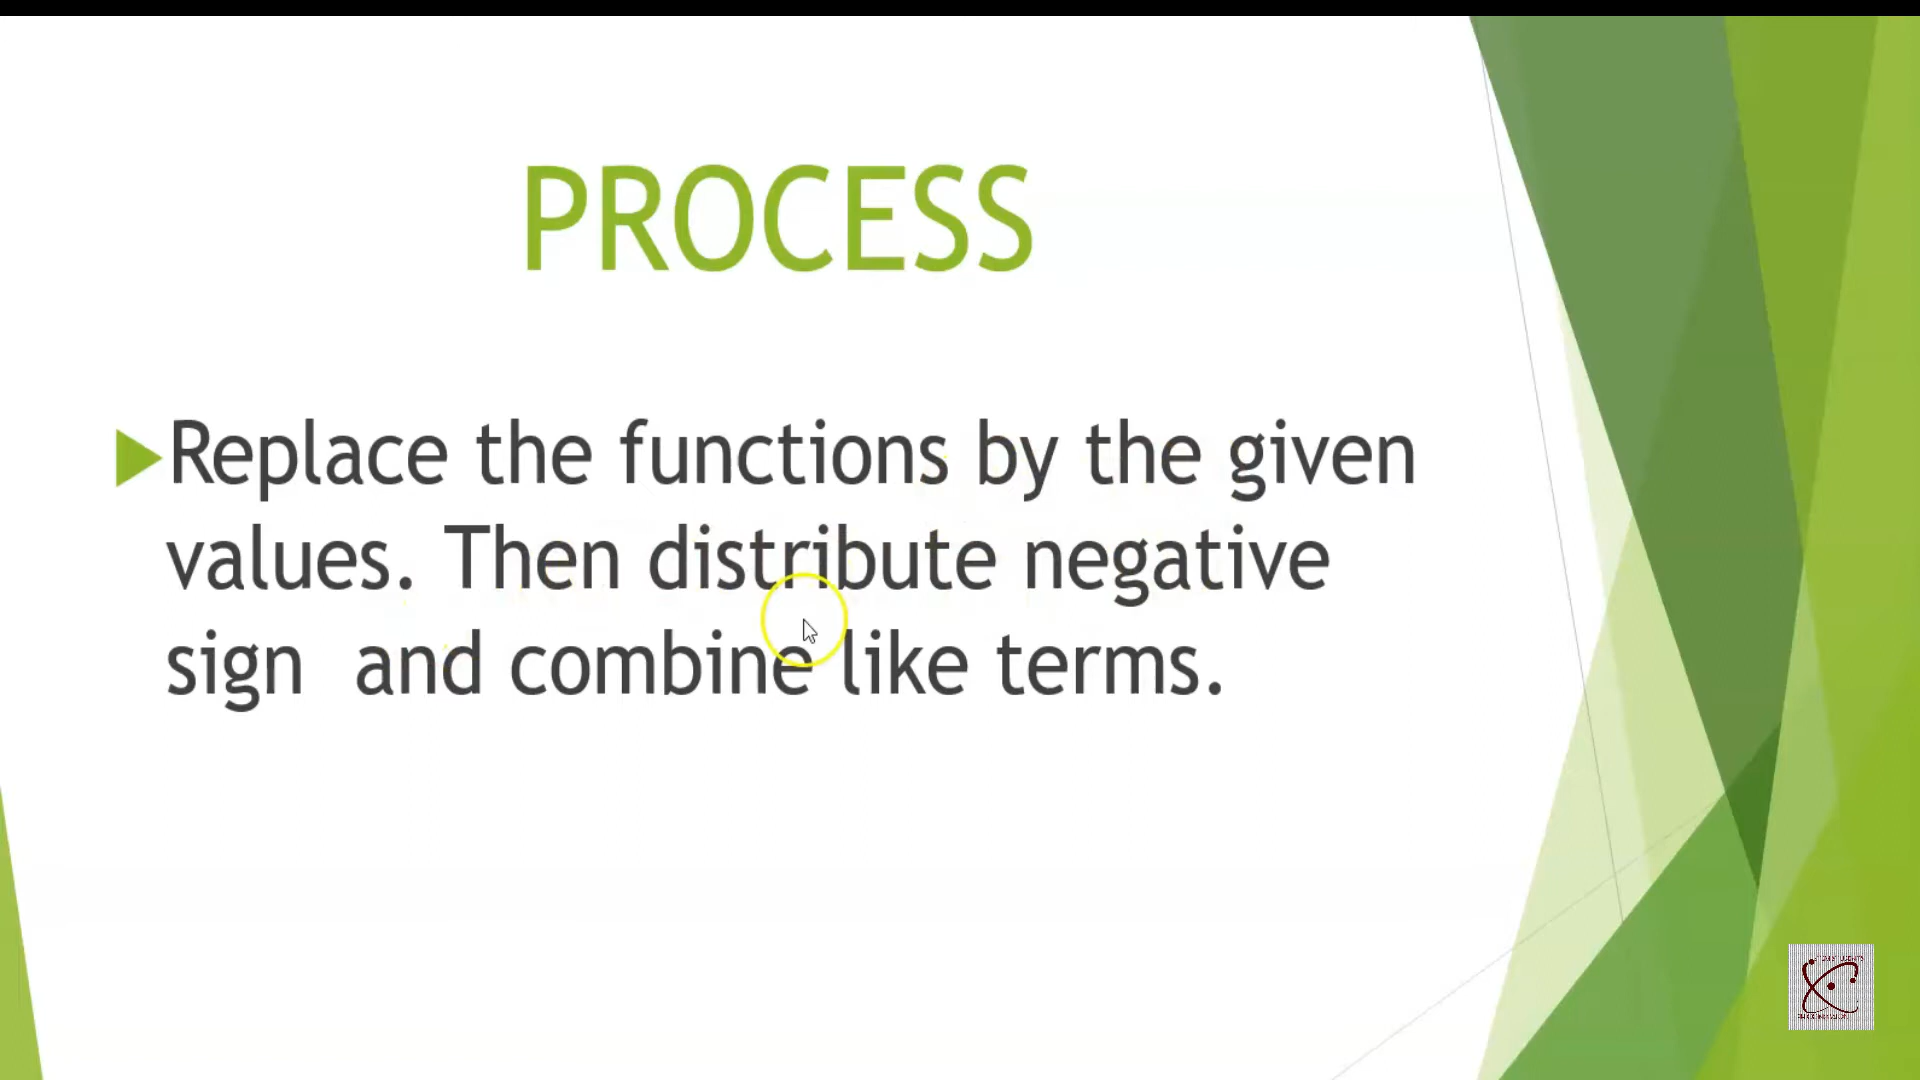 PROCESS
Replace the functions by the given
values. Then distribute negative
sign and combine like terms.